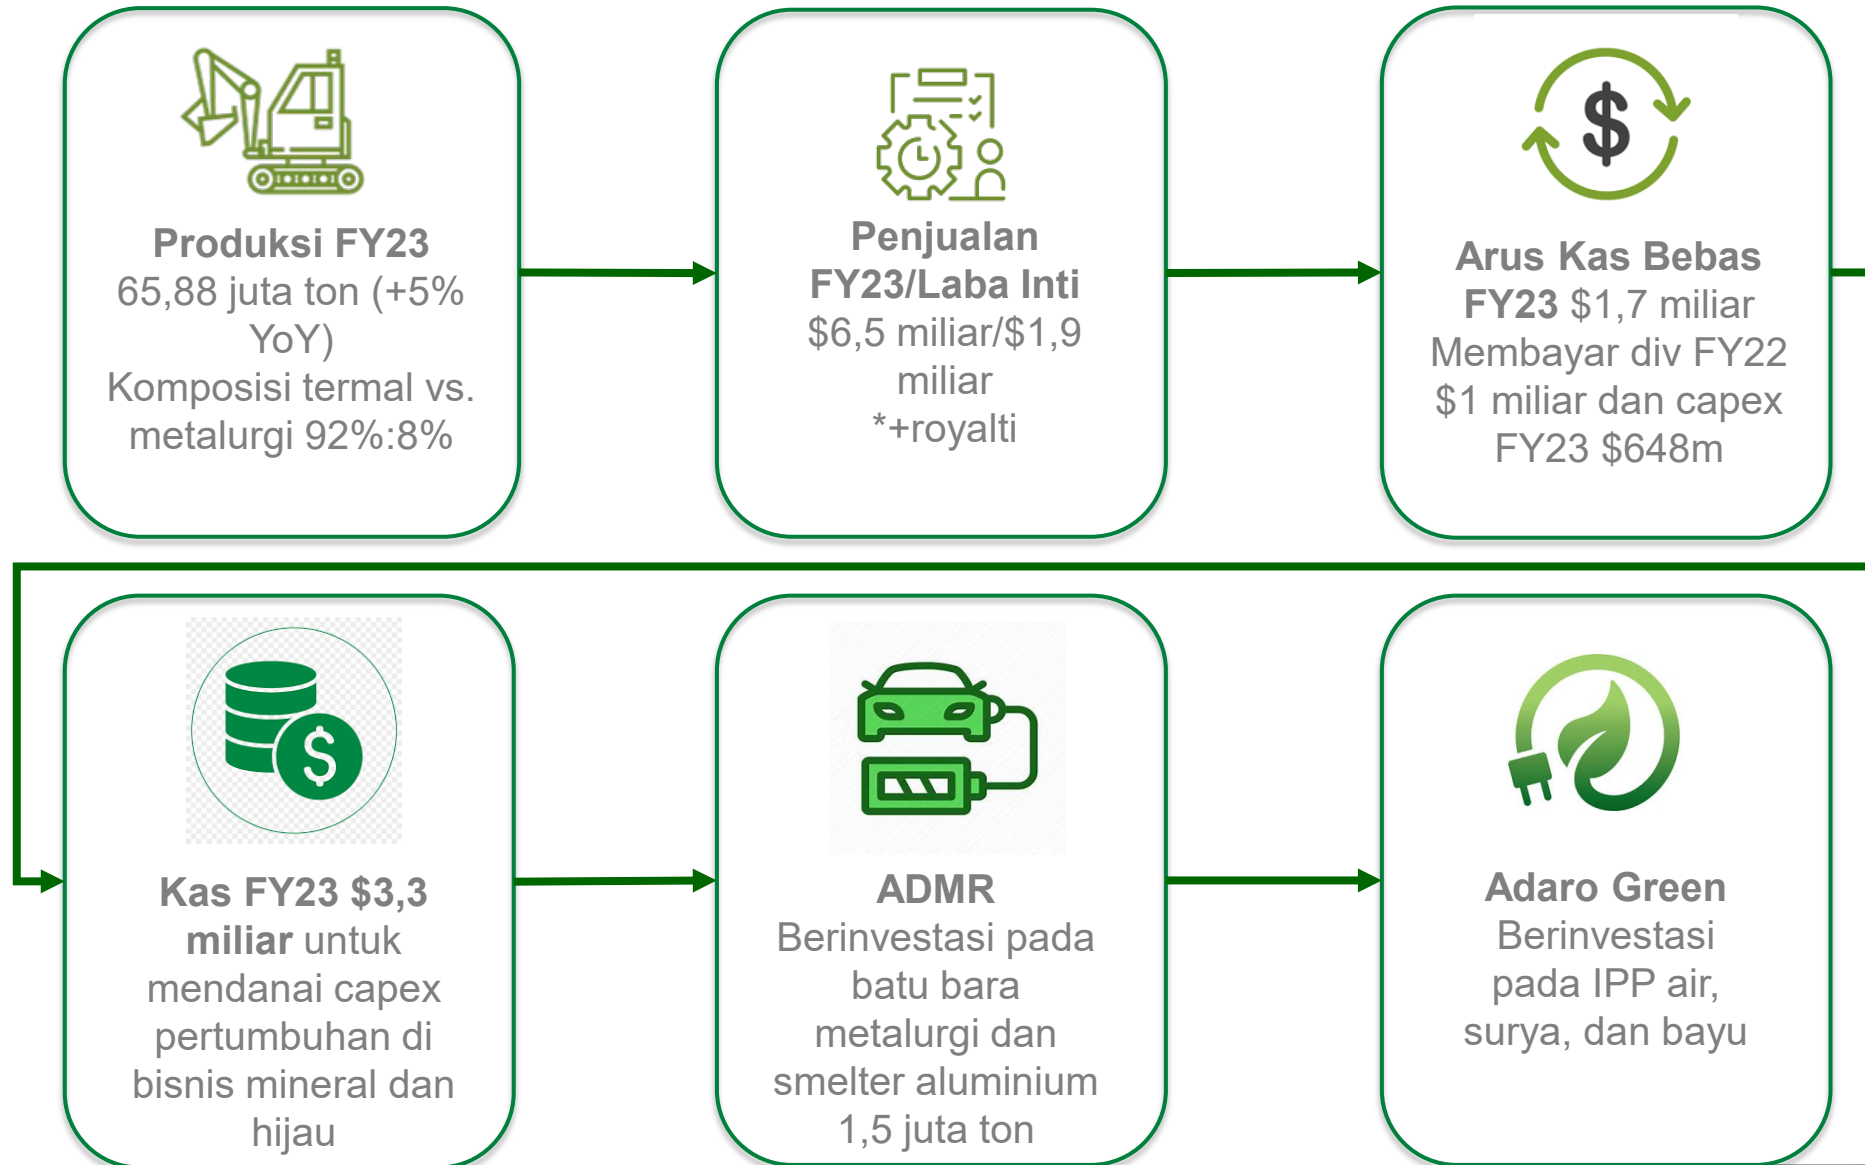 Produksi FY23
65,88 juta ton (+5%
YoY)
Komposisi termal vs.
metalurgi 92%:8%
Penjualan
FY23/Laba Inti
$6,5 miliar/$1,9
miliar
*+royalti
$
Arus Kas Bebas
FY23 $1,7 miliar
Membayar div FY22
$1 miliar dan capex
FY23 $648m
$
Kas FY23 $3,3
miliar untuk
mendanai capex
pertumbuhan di
bisnis mineral dan
hijau
ADMR
Berinvestasi pada
batu bara
metalurgi dan
smelter aluminium
1,5 juta ton
Adaro Green
Berinvestasi
pada IPP air,
surya, dan bayu